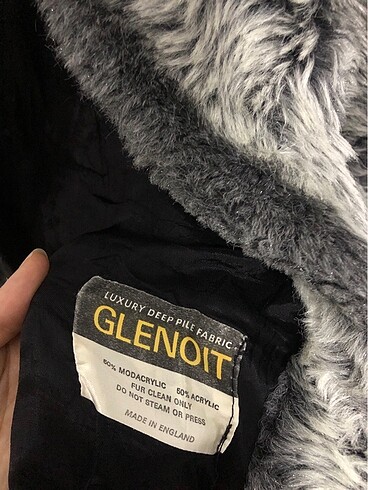 LUXURY DEEP PILE FABRIC
GLENOIT
60% MODACRYLIC 50% ACRYLIC
FUR CLEAN ONLY
DO NOT STEAM OR PRESS
MADE IN ENGLAND